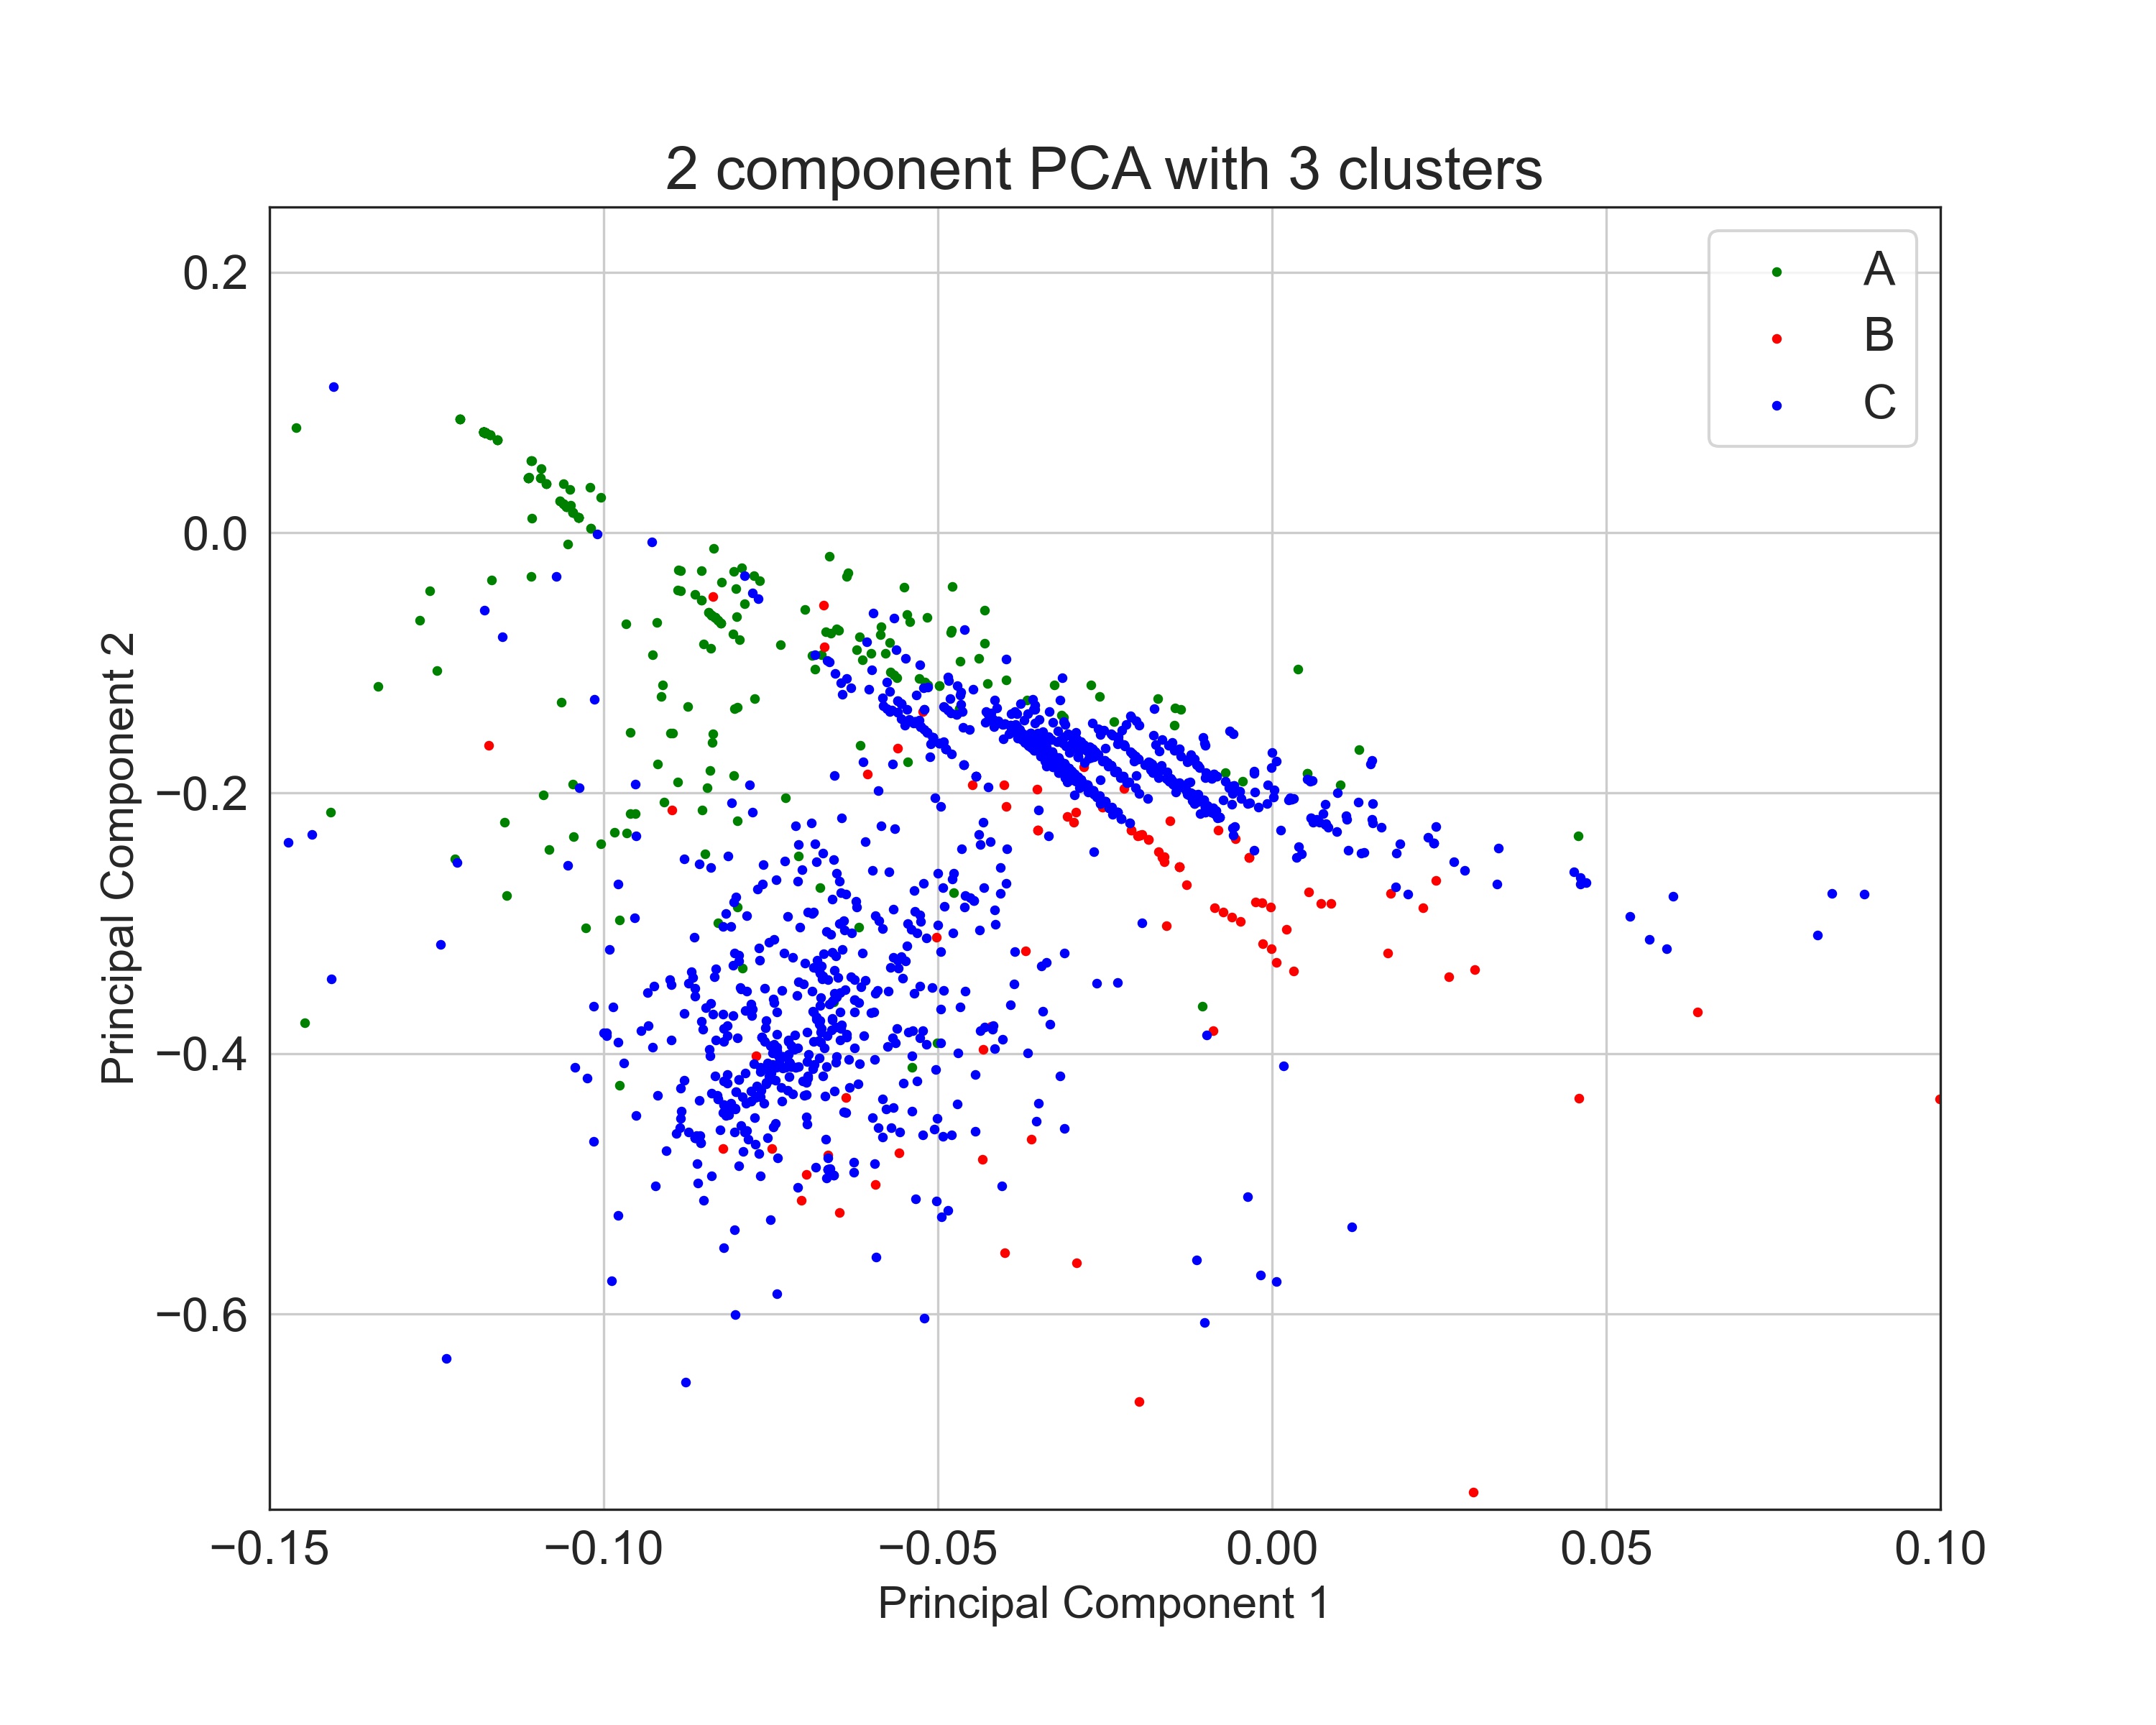 2 component PCA with 3 clusters
A
B
C
Principal Component 2
0.2
0.0
−0.2
−0.4
−0.6
−0.15
−0.10
−0.05
0.00
0.05
0.10
Principal Component 1